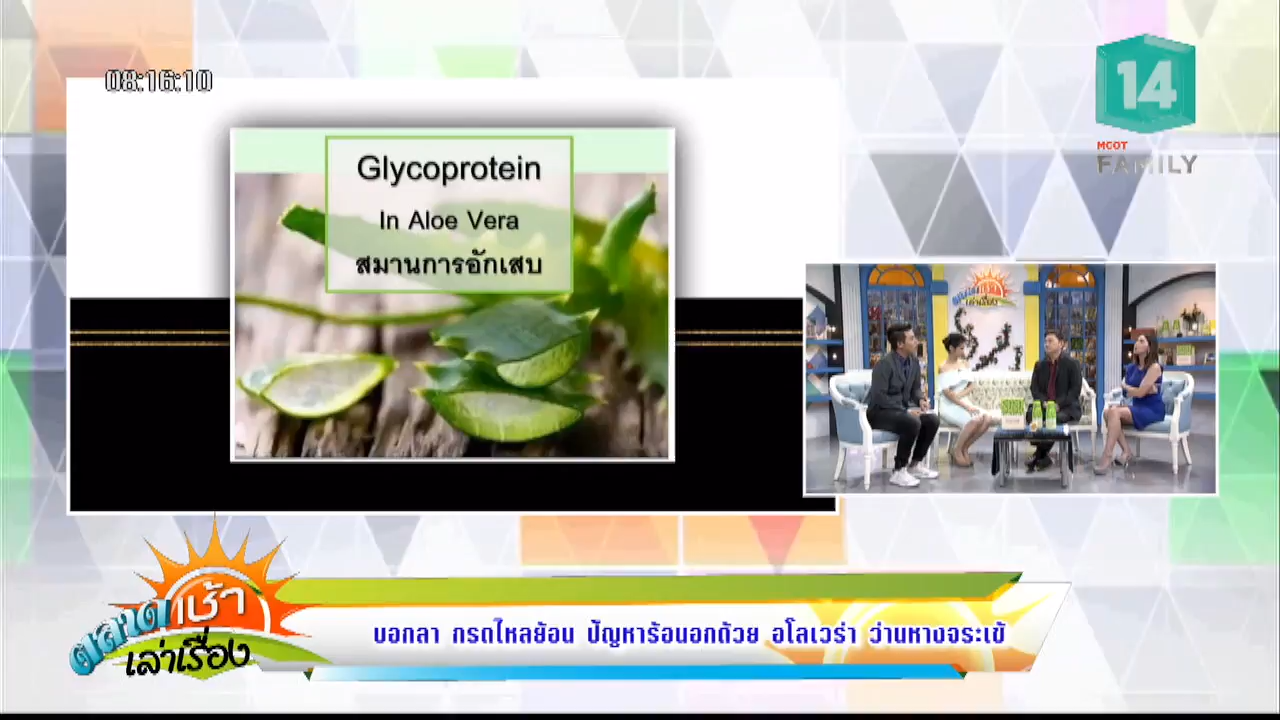 08:16:10
14
MCOT
FAMILY
Glycoprotein
In Aloe Vera
สมานการอักเสบ
ตลาดเช้า
เล่าเรื่อง
บอกลา กรดไหลย้อน ปัญหาร้อนอกด้วย อโลเวร่า ว่านหางจระเข้